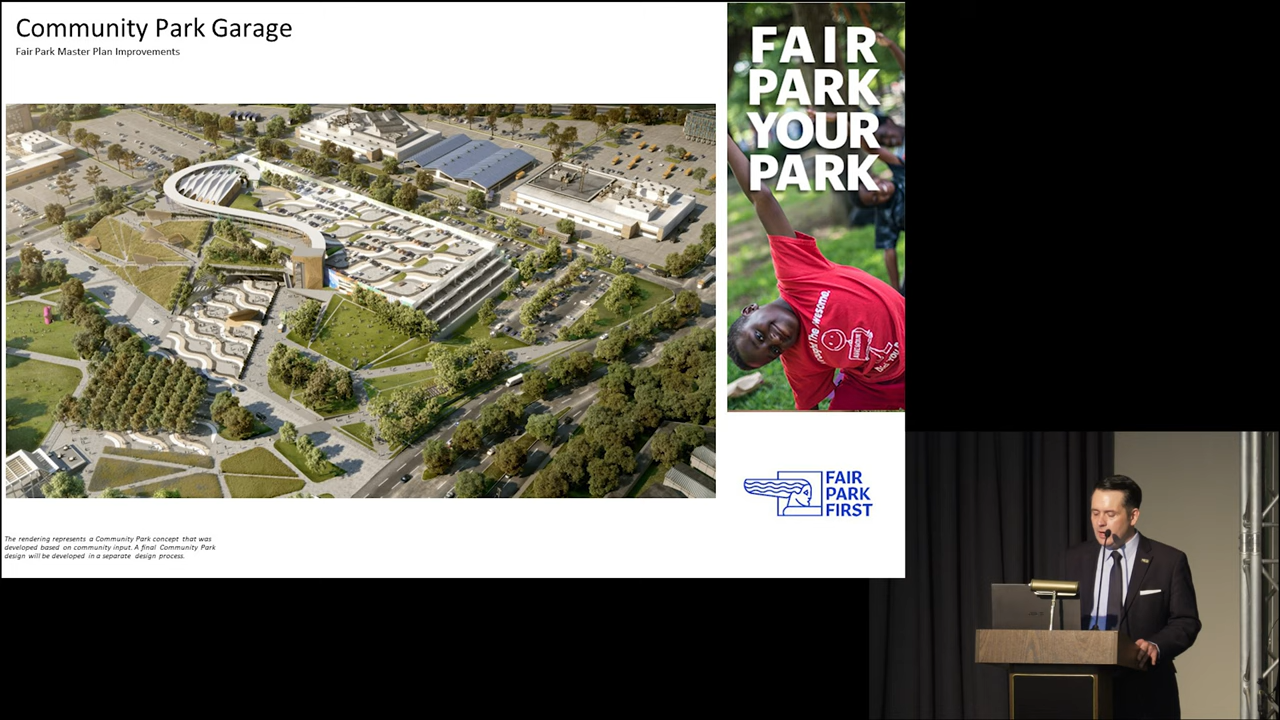 Community Park Garage
Fair Park Master Plan Improvements
FAIR
PARK
YOUR
PARK
FAIR
PARK
FIRST
The rendering represents a Community Park concept that was
developed based on community input. A final Community Park
design will be developed in a separate design process.